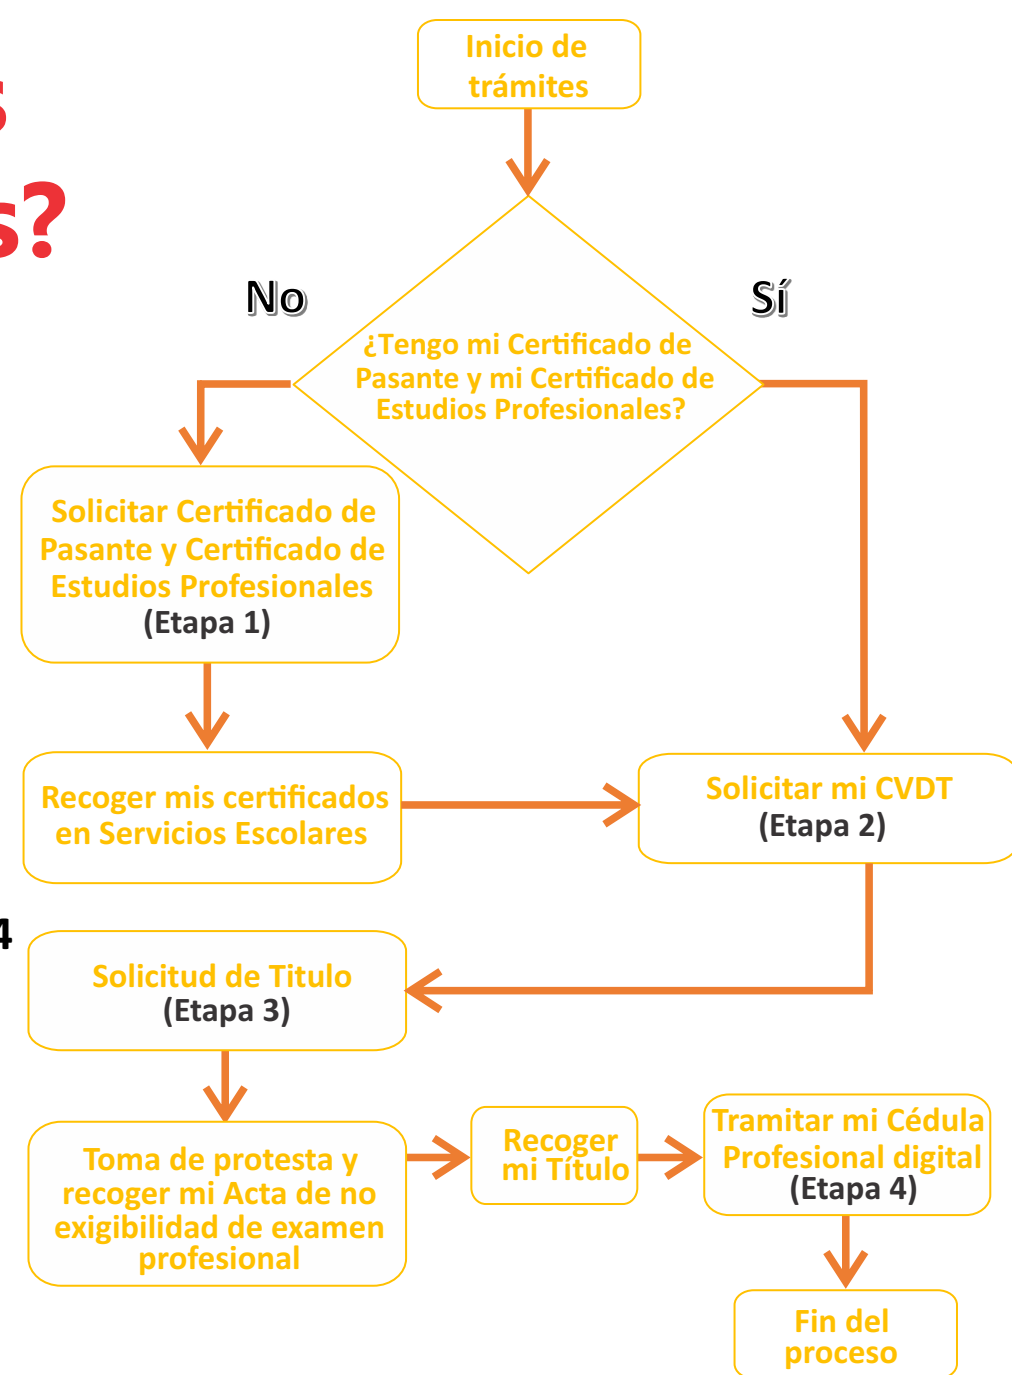 Inicio de
trámites
s
s?
No
Sí
¿Tengo mi Certificado de
Pasante y mi Certificado de
Estudios Profesionales?
Solicitar Certificado de
Pasante y Certificado de
Estudios Profesionales
(Etapa 1)
Recoger mis certificados
en Servicios Escolares
Solicitar mi CVDT
(Etapa 2)
4
Solicitud de Titulo
(Etapa 3)
Toma de protesta y
recoger mi Acta de no
exigibilidad de examen
profesional
Recoger
mi Título
Tramitar mi Cédula
Profesional digital
(Etapa 4)
Fin del
proceso